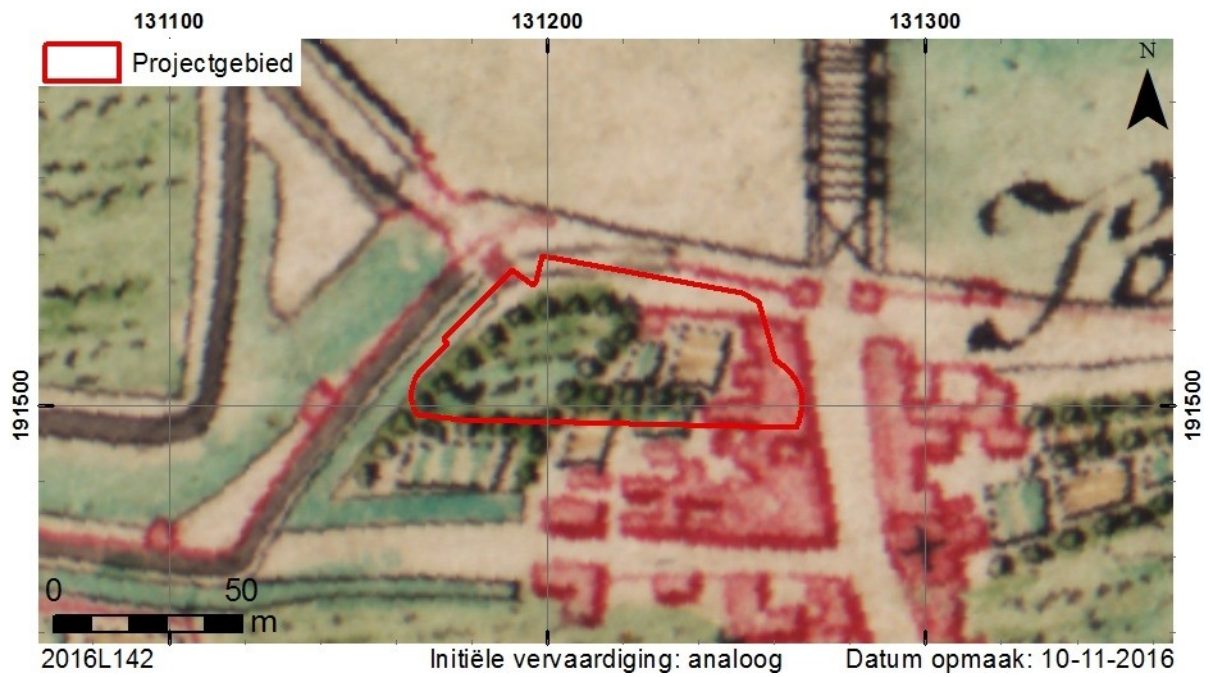 131100 131200 131300
Projectgebied
N
191500 191500
0 50
m
2016L142 Initiële vervaardiging: analoog Datum opmaak: 10-11-2016